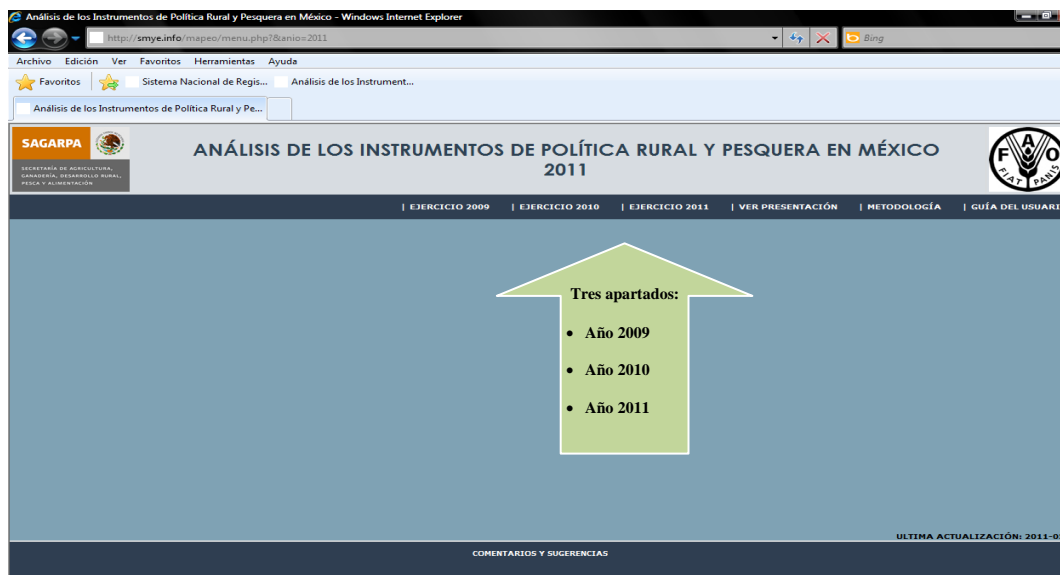 Análisis de los Instrumentos de Política Rural y Pesquera en México - Windows Internet Explorer
http://smye.info/mapeo/menu.php?&anio=2011
Bing
Archivo Edición Ver Favoritos Herramientas Ayuda
Favoritos Sistema Nacional de Regis... Análisis de los Instrument...
Análisis de los Instrumentos de Política Rural y Pe...
SAGARPA
SECRETARÍA DE AGRICULTURA,
GANADERÍA, DESARROLLO RURAL,
PESCA Y ALIMENTACIÓN
ANÁLISIS DE LOS INSTRUMENTOS DE POLÍTICA RURAL Y PESQUERA EN MÉXICO
2011
FAO
FIAT PANIS
| EJERCICIO 2009 | EJERCICIO 2010 | EJERCICIO 2011 | VER PRESENTACIÓN | METODOLOGÍA | GUÍA DEL USUARI
Tres apartados:
• Año 2009
• Año 2010
• Año 2011
ULTIMA ACTUALIZACIÓN: 2011-0
COMENTARIOS Y SUGERENCIAS